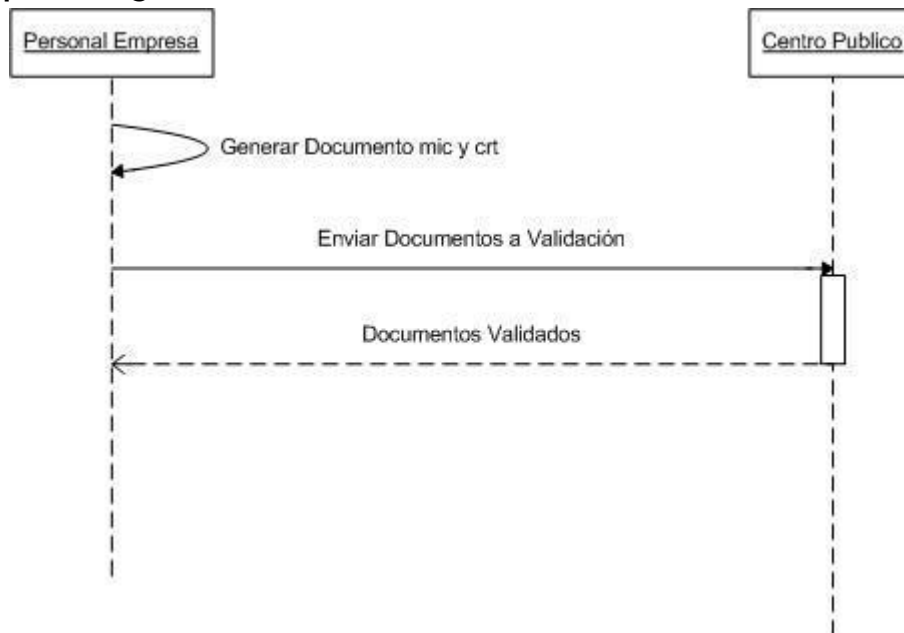 Personal Empresa
Centro Publico
Generar Documento mic y crt
Enviar Documentos a Validación
Documentos Validados